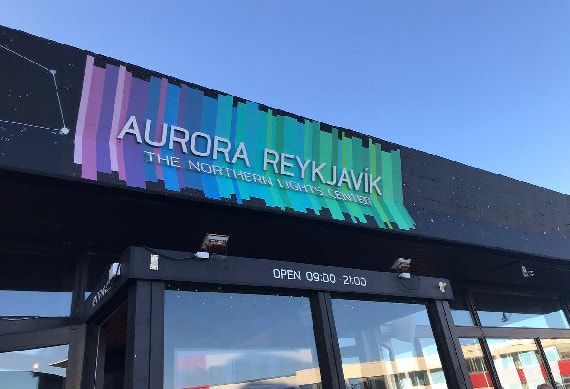 AURORA REYKJAVÍK
THE NORTHERN LIGHTS CENTER
OPEN 09:00 - 21:00